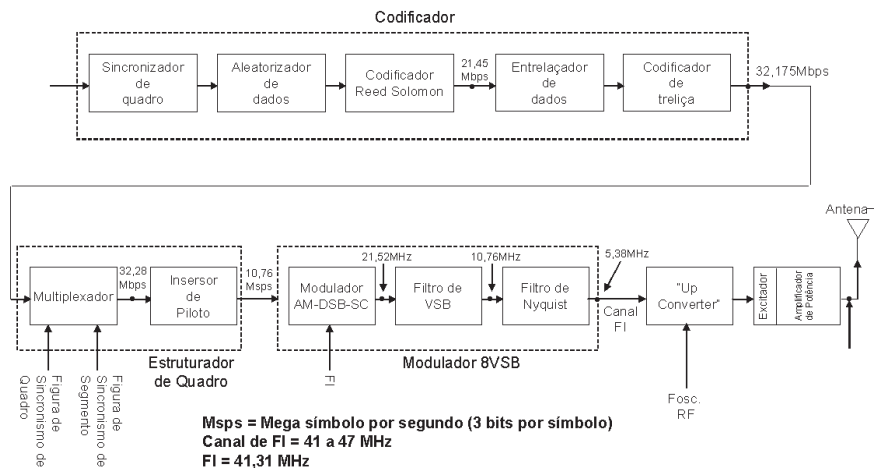 Codificador
Sincronizador
de
quadro
Aleatorizador
de
dados
Codificador
Reed Solomon
21,45
Mbps
Entrelaçador
de
dados
Codificador
de
treliça
32,175Mbps
Antena
Multiplexador
32,28
Mbps
Insersor
de
Piloto
10,76
Msps
Modulador
AM-DSB-SC
21,52MHz
Filtro de
VSB
10,76MHz
Filtro de
Nyquist
5,38MHz
Canal
FI
"Up
Converter"
Excitador
Amplificador
de Potência
Estruturador
de Quadro
Modulador 8VSB
Figura de
Sincronismo de
Quadro
Figura de
Sincronismo de
Segmento
FI
Fosc.
RF
Msps = Mega símbolo por segundo (3 bits por símbolo)
Canal de FI = 41 a 47 MHz
FI = 41,31 MHz